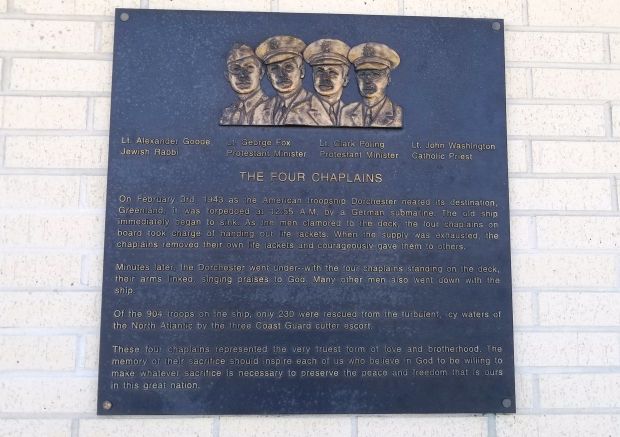 Lt. Alexander Goode Lt. George Fox Lt. Clark Poling Lt. John Washington
Jewish Rabbi Protestant Minister Protestant Minister Catholic Priest
THE FOUR CHAPLAINS
On February 3rd, 1943 as the American troopship Dorchester neared its destination,
Greenland, it was torpedoed at 12:55 A.M. by a German submarine. The old ship
immediately began to sink. As the men clamored to the deck, the four chaplains on
board took charge of handing out life jackets. When the supply was exhausted, the
chaplains removed their own life jackets and courageously gave them to others.
Minutes later, the Dorchester went under--with the four chaplains standing on the deck,
their arms linked, singing praises to God. Many other men also went down with the
ship.
Of the 904 troops on the ship, only 230 were rescued from the turbulent, icy waters of
the North Atlantic by the three Coast Guard cutter escort.
These four chaplains represented the very truest form of love and brotherhood. The
memory of their sacrifice should inspire each of us who believe in God to be willing to
make whatever sacrifice is necessary to preserve the peace and freedom that is ours
in this great nation.